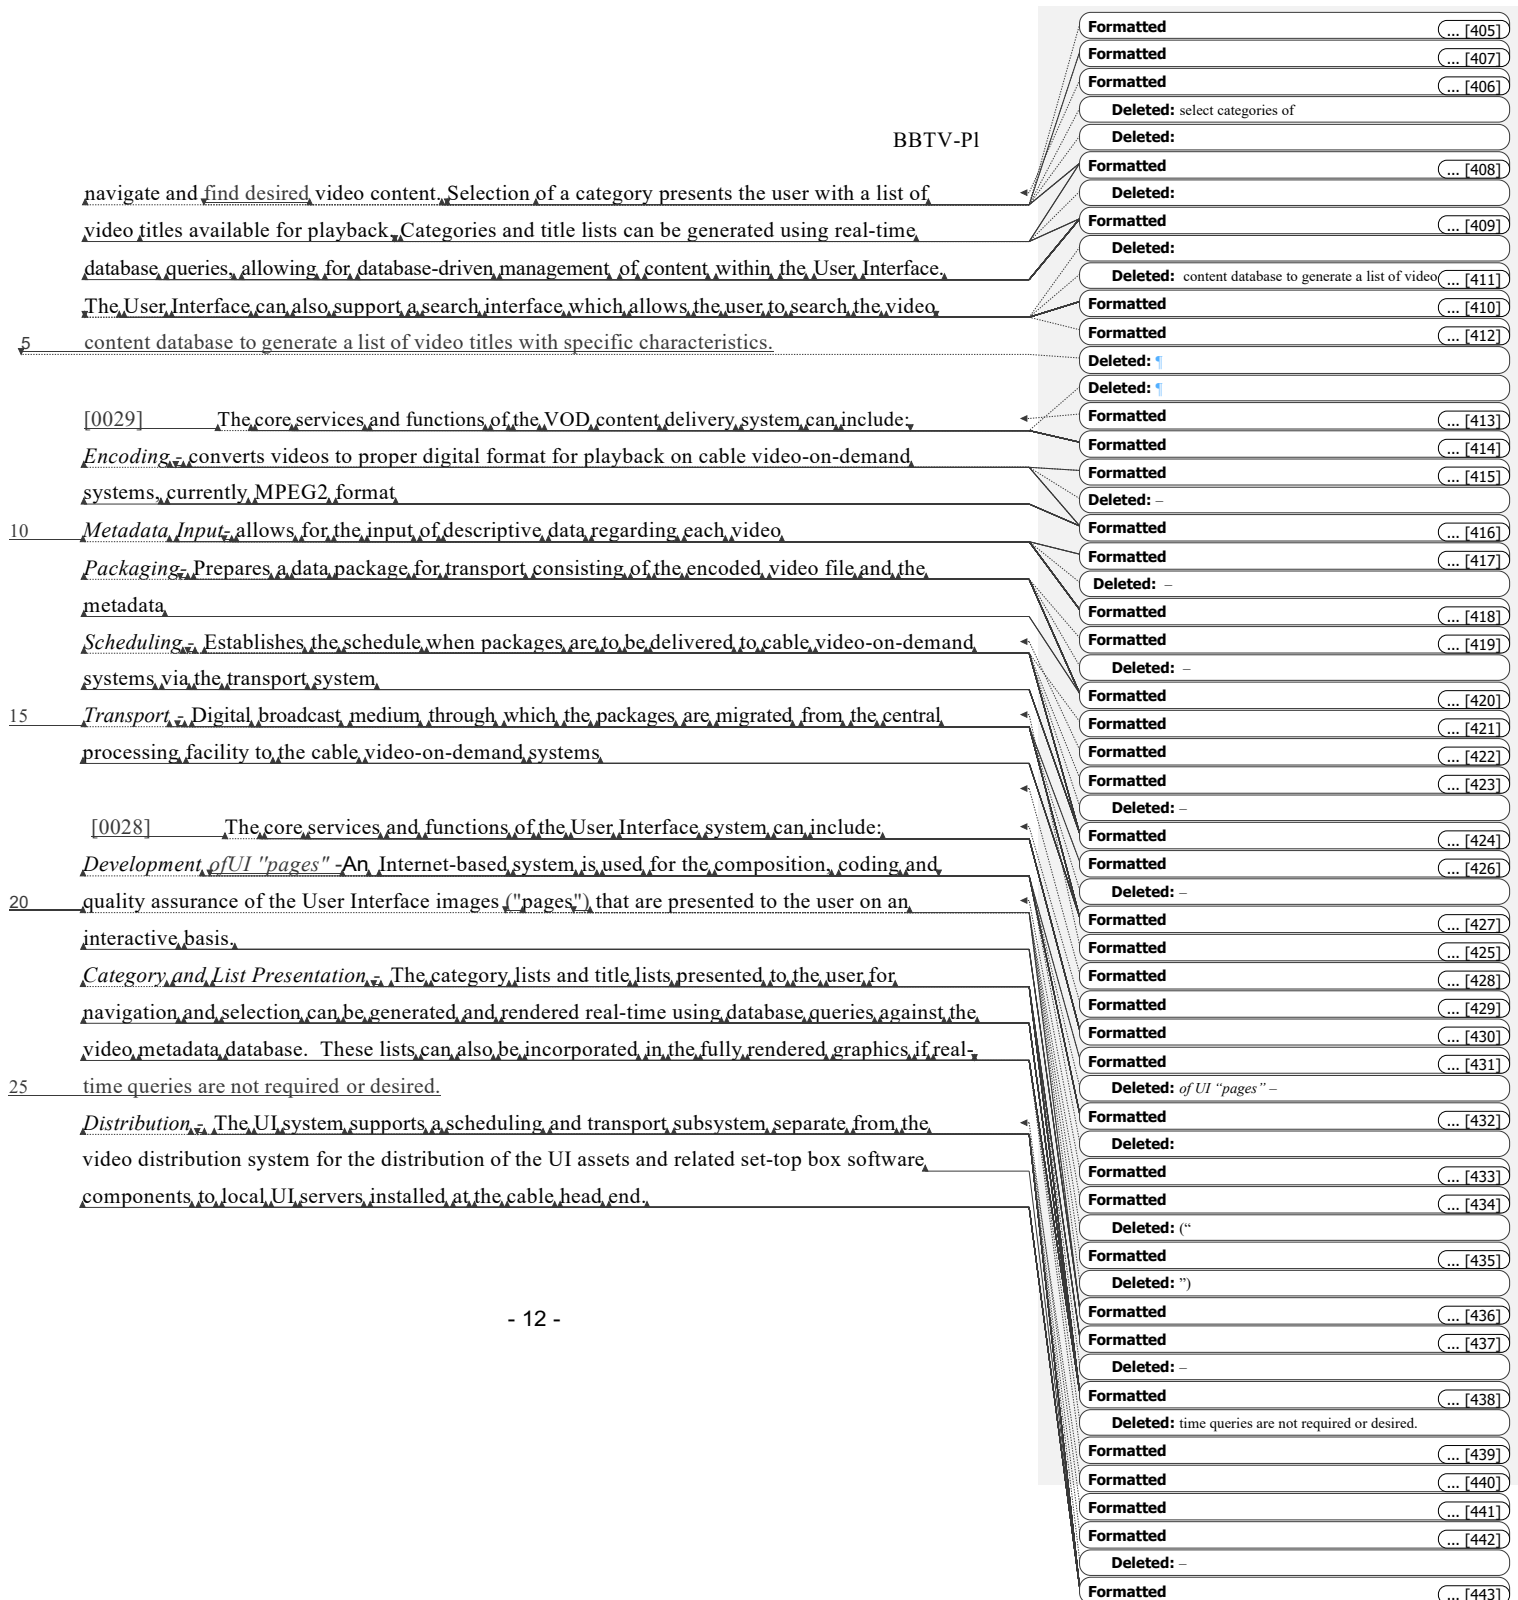 BBTV-Pl
navigate and find desired video content. Selection of a category presents the user with a list of
video titles available for playback. Categories and title lists can be generated using real-time
database queries, allowing for database-driven management of content within the User Interface.
The User Interface can also support a search interface which allows the user to search the video
5 content database to generate a list of video titles with specific characteristics.
[0029] The core services and functions of the VOD content delivery system can include:
Encoding - converts videos to proper digital format for playback on cable video-on-demand
systems, currently MPEG2 format
10 Metadata Input- allows for the input of descriptive data regarding each video
Packaging- Prepares a data package for transport consisting of the encoded video file and the
metadata
Scheduling - Establishes the schedule when packages are to be delivered to cable video-on-demand
systems via the transport system
15 Transport - Digital broadcast medium through which the packages are migrated from the central
processing facility to the cable video-on-demand systems
[0028] The core services and functions of the User Interface system can include:
Development ofUI "pages" -An Internet-based system is used for the composition, coding and
20 quality assurance of the User Interface images ("pages") that are presented to the user on an
interactive basis.
Category and List Presentation - The category lists and title lists presented to the user for
navigation and selection can be generated and rendered real-time using database queries against the
video metadata database. These lists can also be incorporated in the fully rendered graphics if real-
25 time queries are not required or desired.
Distribution - The UI system supports a scheduling and transport subsystem separate from the
video distribution system for the distribution of the UI assets and related set-top box software
components to local UI servers installed at the cable head end.
- 12 -
Formatted ... [405]
Formatted ... [407]
Formatted ... [406]
Deleted: select categories of
Deleted:
Formatted ... [408]
Deleted:
Formatted ... [409]
Deleted:
Deleted: content database to generate a list of video ... [411]
Formatted ... [410]
Formatted ... [412]
Deleted: ¶
Deleted: ¶
Formatted ... [413]
Formatted ... [414]
Formatted ... [415]
Deleted: –
Formatted ... [416]
Formatted ... [417]
Deleted: –
Formatted ... [418]
Formatted ... [419]
Deleted: –
Formatted ... [420]
Formatted ... [421]
Formatted ... [422]
Formatted ... [423]
Deleted: –
Formatted ... [424]
Formatted ... [426]
Deleted: –
Formatted ... [427]
Formatted ... [425]
Formatted ... [428]
Formatted ... [429]
Formatted ... [430]
Formatted ... [431]
Deleted: of UI “pages” –
Formatted ... [432]
Deleted:
Formatted ... [433]
Formatted ... [434]
Deleted: (“
Formatted ... [435]
Deleted: ”)
Formatted ... [436]
Formatted ... [437]
Deleted: –
Formatted ... [438]
Deleted: time queries are not required or desired.
Formatted ... [439]
Formatted ... [440]
Formatted ... [441]
Formatted ... [442]
Deleted: –
Formatted ... [443]